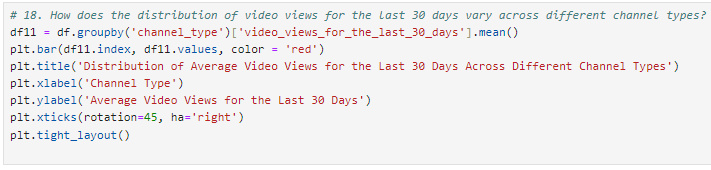 # 18. How does the distribution of video views for the last 30 days vary across different channel types?
df11 = df.groupby('channel_type')['video_views_for_the_last_30_days'].mean()
plt.bar(df11.index, df11.values, color = 'red')
plt.title('Distribution of Average Video Views for the Last 30 Days Across Different Channel Types')
plt.xlabel('Channel Type')
plt.ylabel('Average Video Views for the Last 30 Days')
plt.xticks(rotation=45, ha='right')
plt.tight_layout()